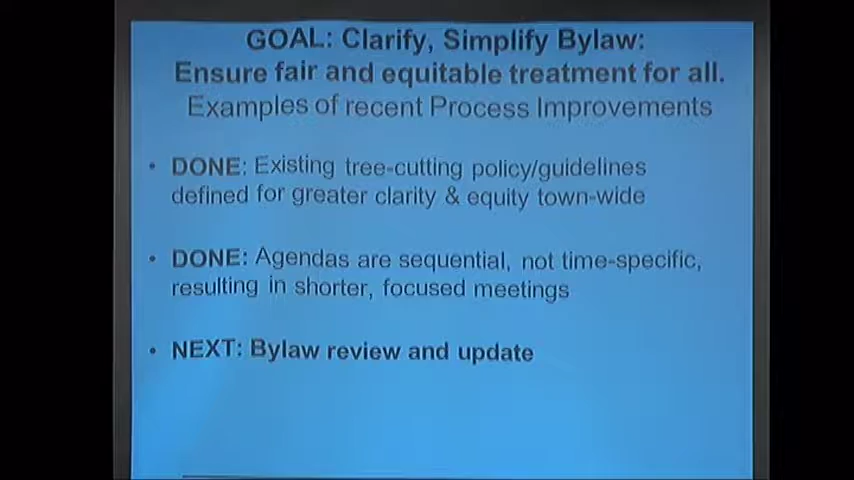 GOAL: Clarify, Simplify Bylaw:
Ensure fair and equitable treatment for all.
Examples of recent Process Improvements
• DONE: Existing tree-cutting policy/guidelines
defined for greater clarity & equity town-wide
• DONE: Agendas are sequential, not time-specific,
resulting in shorter, focused meetings
• NEXT: Bylaw review and update